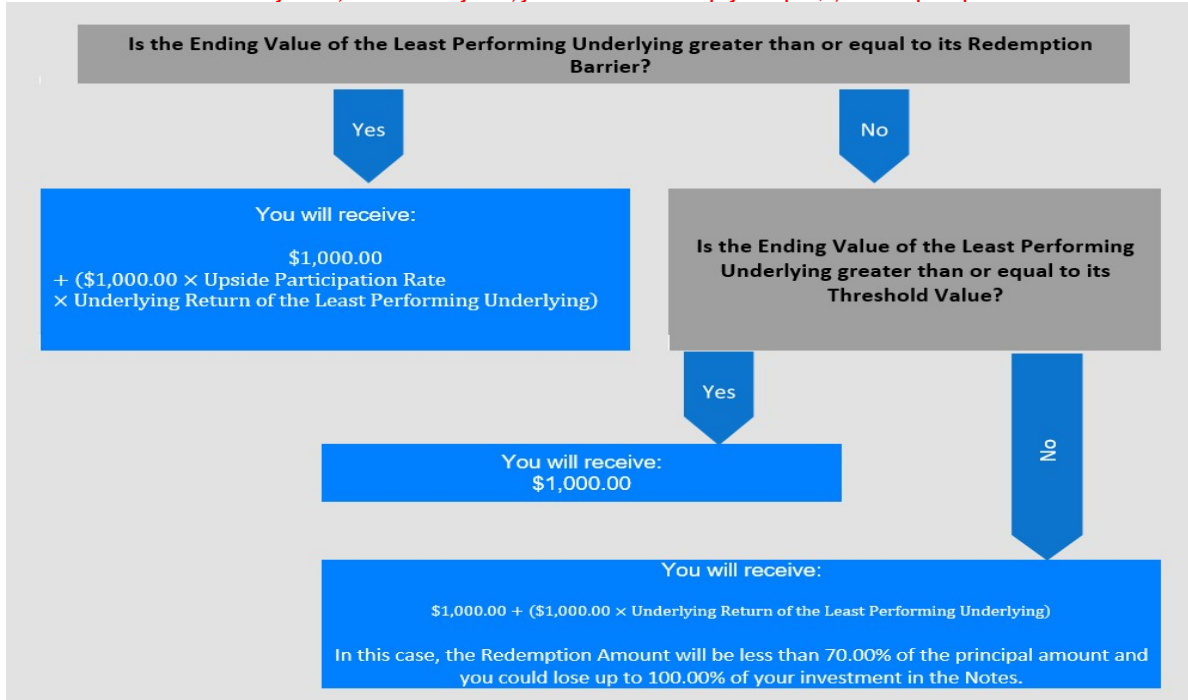 Is the Ending Value of the Least Performing Underlying greater than or equal to its Redemption
Barrier?
Yes
No
You will receive:
$1,000.00
+ ($1,000.00 × Upside Participation Rate
× Underlying Return of the Least Performing Underlying)
Is the Ending Value of the Least Performing
Underlying greater than or equal to its
Threshold Value?
Yes
No
You will receive:
$1,000.00
You will receive:
$1,000.00 + ($1,000.00 × Underlying Return of the Least Performing Underlying)
In this case, the Redemption Amount will be less than 70.00% of the principal amount and
you could lose up to 100.00% of your investment in the Notes.